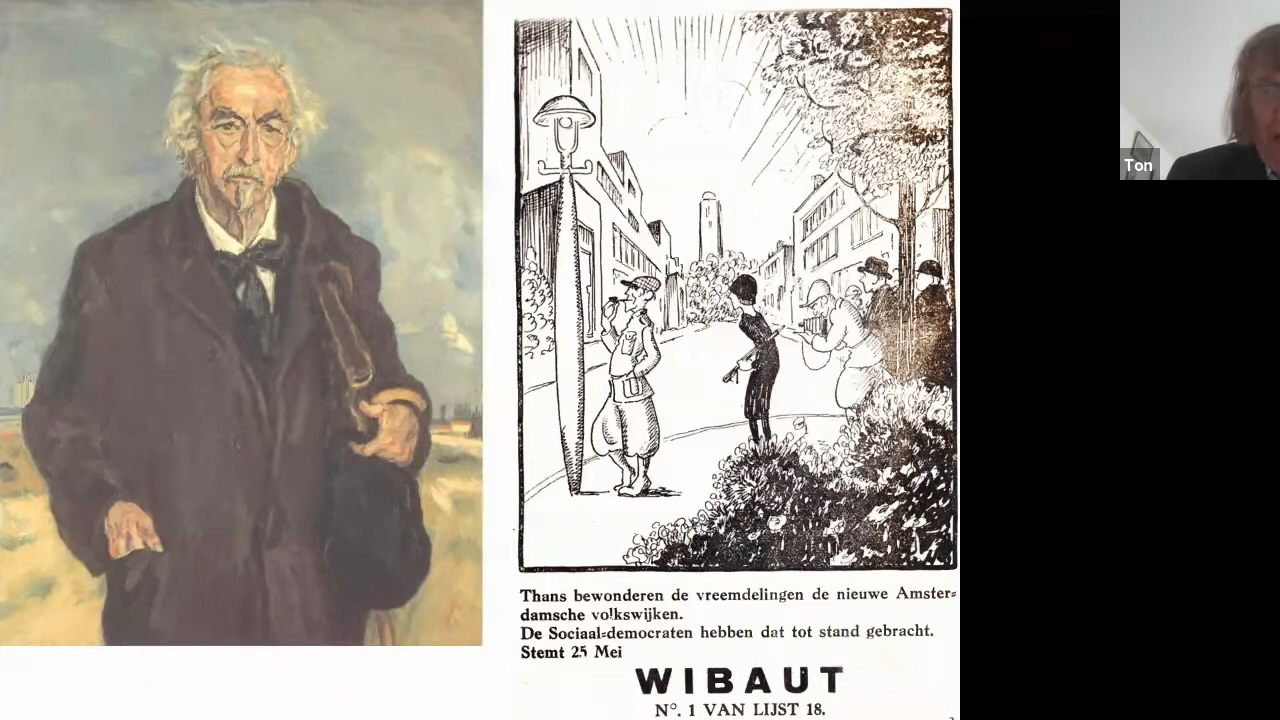 Ton
Thans bewonderen de vreemdelingen de nieuwe Amster-
damsche volkswijken.
De Sociaal-democraten hebben dat tot stand gebracht.
Stemt 25 Mei
WIBAUT
N°. 1 VAN LIJST 18.